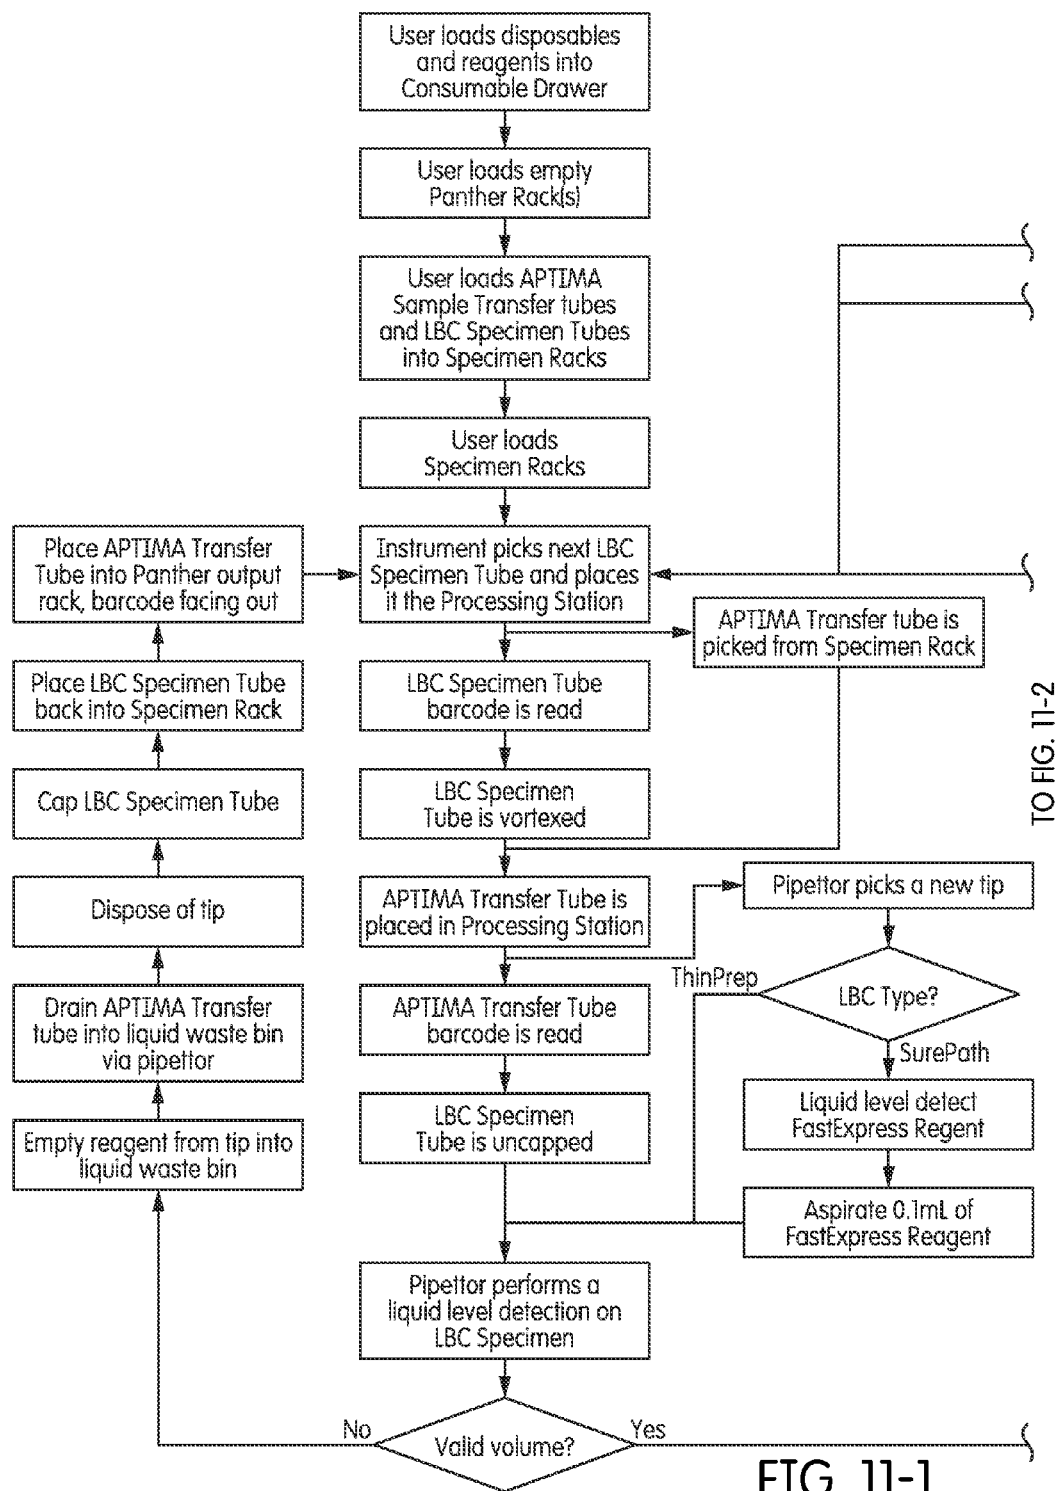 User loads disposables
and reagents into
Consumable Drawer
User loads empty
Panther Rack(s)
User loads APTIMA
Sample Transfer tubes
and LBC Specimen Tubes
into Specimen Racks
User loads
Specimen Racks
Place APTIMA Transfer
Tube into Panther output
rack, barcode facing out
Instrument picks next LBC
Specimen Tube and places
it the Processing Station
APTIMA Transfer tube is
picked from Specimen Rack
Place LBC Specimen Tube
back into Specimen Rack
LBC Specimen Tube
barcode is read
TO FIG. 11-2
Cap LBC Specimen Tube
LBC Specimen
Tube is vortexed
Dispose of tip
APTIMA Transfer Tube is
placed in Processing Station
Pipettor picks a new tip
ThinPrep
LBC Type?
SurePath
Drain APTIMA Transfer
tube into liquid waste bin
via pipettor
APTIMA Transfer Tube
barcode is read
Liquid level detect
FastExpress Regent
Empty reagent from tip into
liquid waste bin
LBC Specimen
Tube is uncapped
Aspirate 0.1mL of
FastExpress Reagent
Pipettor performs a
liquid level detection on
LBC Specimen
No
Valid volume?
Yes
FIG. 11-1